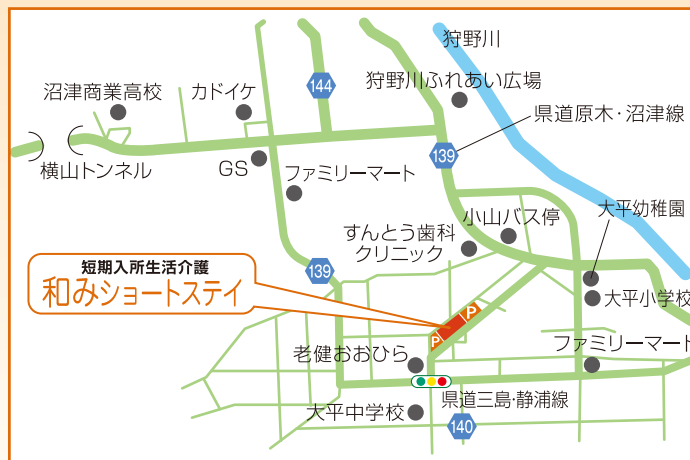 狩野川
144
狩野川ふれあい広場
沼津商業高校
カドイケ
県道原木・沼津線
139
横山トンネル
GS
ファミリーマート
大平幼稚園
小山バス停
すんとう歯科
クリニック
139
短期入所生活介護
和みショートステイ
大平小学校
P
P
ファミリーマート
老健おおひら
県道三島・静浦線
大平中学校
140